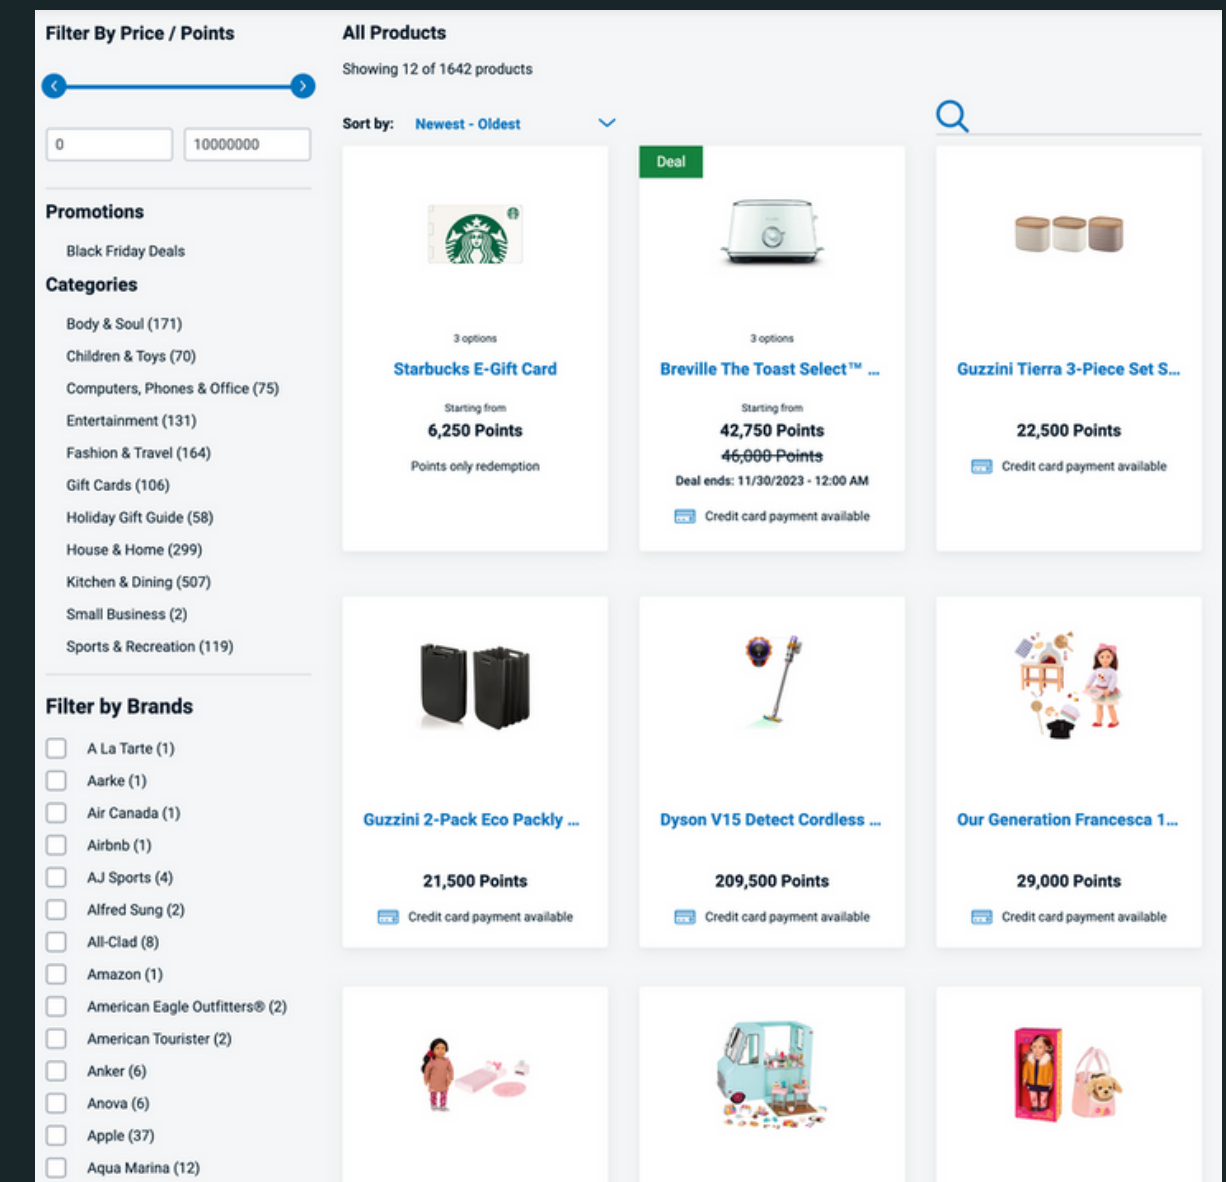 Filter By Price / Points
0
10000000
Promotions
Black Friday Deals
Categories
Body & Soul (171)
Children & Toys (70)
Computers, Phones & Office (75)
Entertainment (131)
Fashion & Travel (164)
Gift Cards (106)
Holiday Gift Guide (58)
House & Home (299)
Kitchen & Dining (507)
Small Business (2)
Sports & Recreation (119)
Filter by Brands
A La Tarte (1)
Aarke (1)
Air Canada (1)
Airbnb (1)
AJ Sports (4)
Alfred Sung (2)
All-Clad (8)
Amazon (1)
American Eagle Outfitters® (2)
American Tourister (2)
Anker (6)
Anova (6)
Apple (37)
Aqua Marina (12)
All Products
Showing 12 of 1642 products
Sort by: Newest - Oldest
3 options
Starbucks E-Gift Card
Starting from
6,250 Points
Points only redemption
Deal
3 options
Breville The Toast Select™ ...
Starting from
42,750 Points
46,000 Points
Deal ends: 11/30/2023 - 12:00 AM
Credit card payment available
Guzzini Tierra 3-Piece Set S...
22,500 Points
Credit card payment available
Guzzini 2-Pack Eco Packly ...
21,500 Points
Credit card payment available
Dyson V15 Detect Cordless ...
209,500 Points
Credit card payment available
Our Generation Francesca 1...
29,000 Points
Credit card payment available